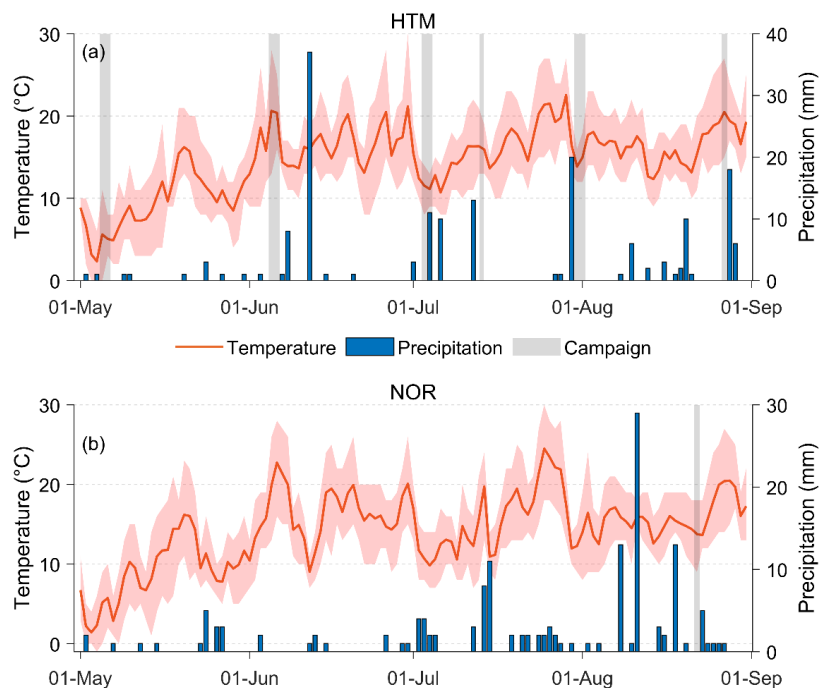 HTM
(a)
Temperature (°C)
30
20
10
0
Precipitation (mm)
40
30
20
10
0
01-May
01-Jun
01-Jul
01-Aug
01-Sep
Temperature
Precipitation
Campaign
NOR
(b)
Temperature (°C)
30
20
10
0
Precipitation (mm)
30
20
10
0
01-May
01-Jun
01-Jul
01-Aug
01-Sep